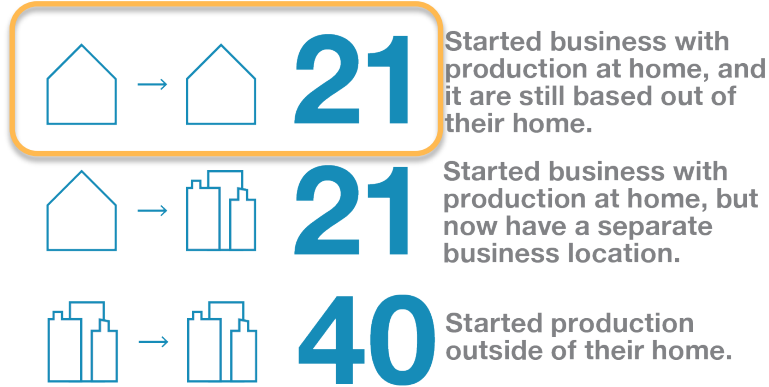 21
Started business with
production at home, and
it are still based out of
their home.
21
Started business with
production at home, but
now have a separate
business location.
40
Started production
outside of their home.